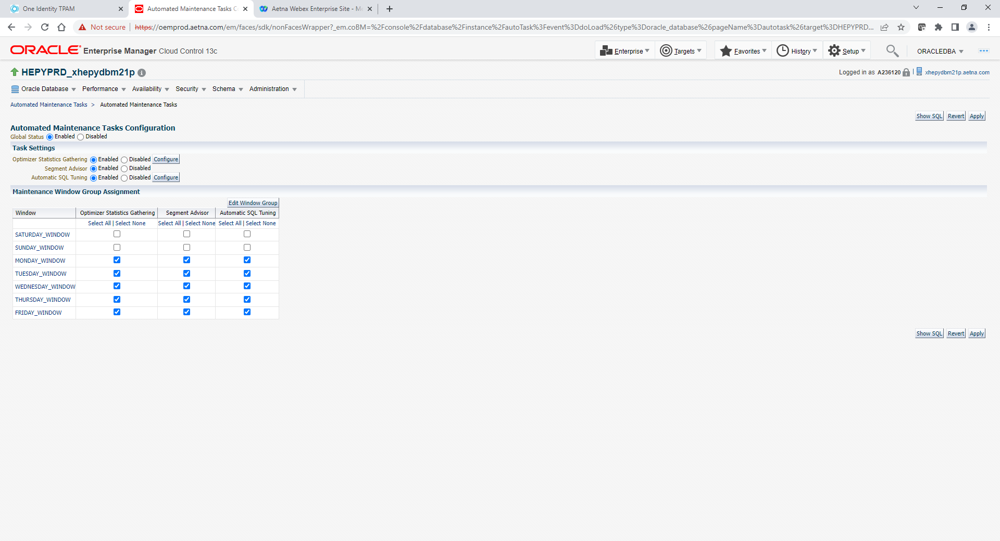 One Identity TPAM
Automated Maintenance Tasks C
Aetna Webex Enterprise Site - M
Not secure
https://oemprod.aetna.com/em/faces/sdk/nonFacesWrapper?_em.coBM=%2Fconsole%2Fdatabase%2Finstance%2FautoTask%3Fevent%3DdoLoad%26type%3Doracle_database%26pageName%3Dautotask%26target%3DHEPYPRD...
ORACLE Enterprise Manager Cloud Control 13c
Enterprise
Targets
Favorites
History
Setup
ORACLEDBA
HEPYPRD_xhepydbm21p
Logged in as A236120 | xhepydbm21p.aetna.com
Oracle Database Performance Availability Security Schema Administration
Automated Maintenance Tasks > Automated Maintenance Tasks
Show SQL Revert Apply
Automated Maintenance Tasks Configuration
Global Status Enabled Disabled
Task Settings
Optimizer Statistics Gathering Enabled Disabled Configure
Segment Advisor Enabled Disabled
Automatic SQL Tuning Enabled Disabled Configure
Maintenance Window Group Assignment
Edit Window Group
Window Optimizer Statistics Gathering Segment Advisor Automatic SQL Tuning
Select All | Select None Select All | Select None Select All | Select None
SATURDAY_WINDOW
SUNDAY_WINDOW
MONDAY_WINDOW
TUESDAY_WINDOW
WEDNESDAY_WINDOW
THURSDAY_WINDOW
FRIDAY_WINDOW
Show SQL Revert Apply